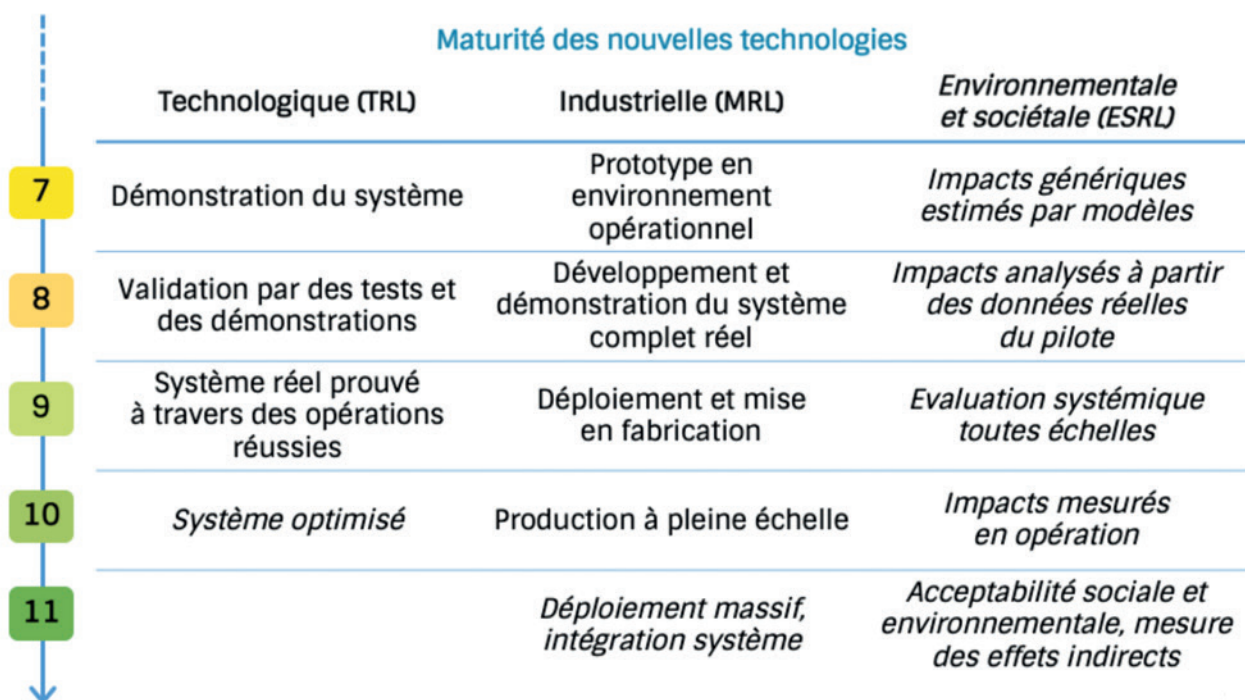 Maturité des nouvelles technologies
Technologique (TRL)
Industrielle (MRL)
Environnementale
et sociétale (ESRL)
7
Démonstration du système
Prototype en
environnement
opérationnel
Impacts génériques
estimés par modèles
8
Validation par des tests et
des démonstrations
Développement et
démonstration du système
complet réel
Impacts analysés à partir
des données réelles
du pilote
9
Système réel prouvé
à travers des opérations
réussies
Déploiement et mise
en fabrication
Evaluation systémique
toutes échelles
10
Système optimisé
Production à pleine échelle
Impacts mesurés
en opération
11
Déploiement massif,
intégration système
Acceptabilité sociale et
environnementale, mesure
des effets indirects